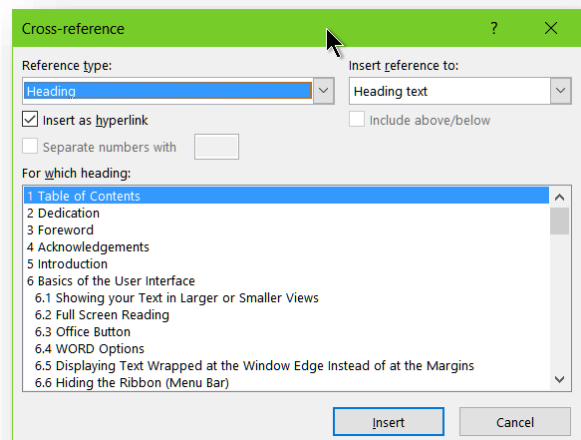 Cross-reference ?
Reference type: Insert reference to:
Heading Heading text
Insert as hyperlink Include above/below
Separate numbers with
For which heading:
1 Table of Contents
2 Dedication
3 Foreword
4 Acknowledgements
5 Introduction
6 Basics of the User Interface
6.1 Showing your Text in Larger or Smaller Views
6.2 Full Screen Reading
6.3 Office Button
6.4 WORD Options
6.5 Displaying Text Wrapped at the Window Edge Instead of at the Margins
6.6 Hiding the Ribbon (Menu Bar)
Insert Cancel